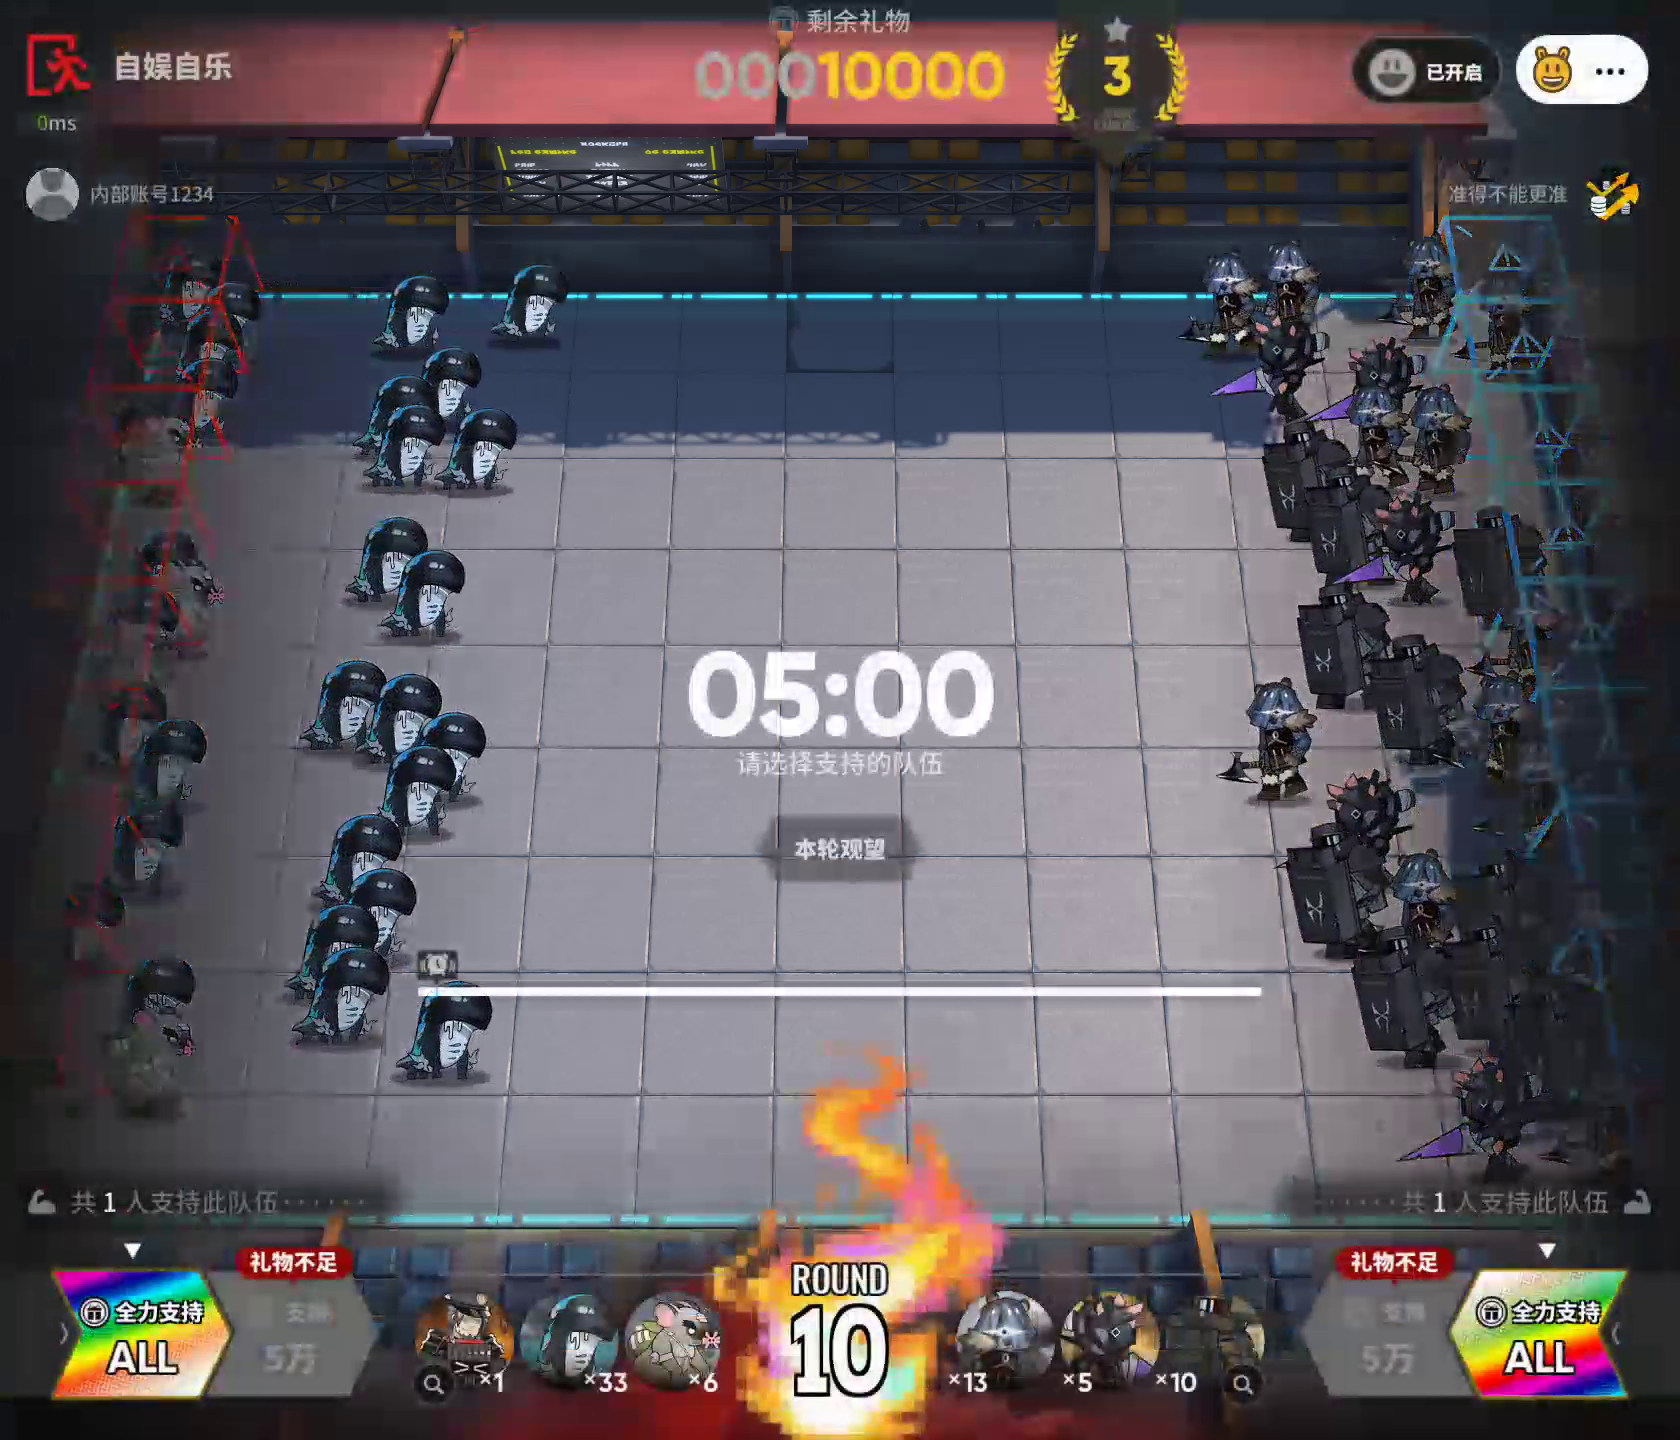 剩余礼物
自娱自乐
00010000
3
已开启
0ms
内部账号1234
准得不能更准
05:00
请选择支持的队伍
本轮观望
共 1 人支持此队伍
共 1 人支持此队伍
礼物不足
礼物不足
全力支持
ALL
支持
5万
×1
×33
×6
ROUND
10
×13
×5
×10
支持
5万
全力支持
ALL